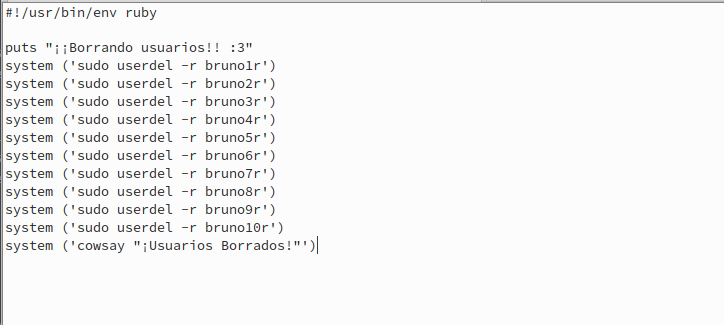 #!/usr/bin/env ruby
puts "¡¡Borrando usuarios!! :3"
system ('sudo userdel -r bruno1r')
system ('sudo userdel -r bruno2r')
system ('sudo userdel -r bruno3r')
system ('sudo userdel -r bruno4r')
system ('sudo userdel -r bruno5r')
system ('sudo userdel -r bruno6r')
system ('sudo userdel -r bruno7r')
system ('sudo userdel -r bruno8r')
system ('sudo userdel -r bruno9r')
system ('sudo userdel -r bruno10r')
system ('cowsay "¡Usuarios Borrados!"')